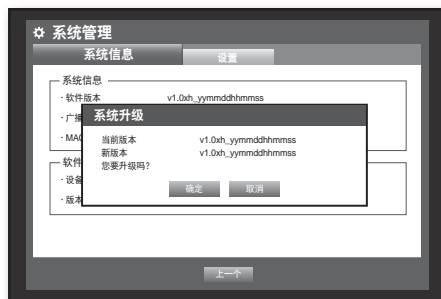 系统管理
系统信息
设置
系统信息
· 软件版本 v1.0xh_yymmddhhmmss
· 广播
· MAC
系统升级
当前版本 v1.0xh_yymmddhhmmss
新版本 v1.0xh_yymmddhhmmss
您要升级吗?
确定
取消
软件
· 设备
· 版本
上一个